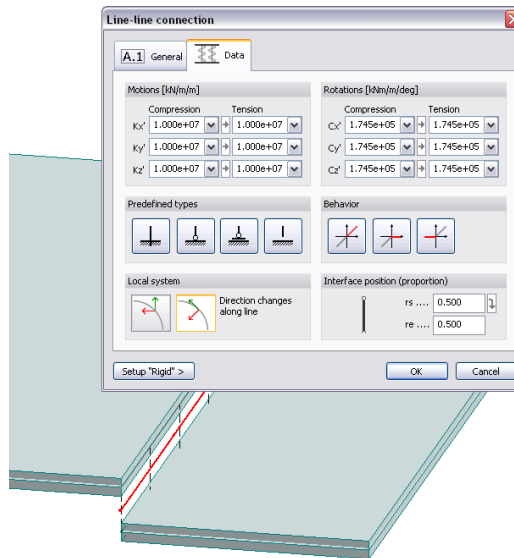 Line-line connection
A.1 General
Data
Motions [kN/m/m]
Compression Tension
Kx' 1.000e+07 1.000e+07
Ky' 1.000e+07 1.000e+07
Kz' 1.000e+07 1.000e+07
Rotations [kNm/m/deg]
Compression Tension
Cx' 1.745e+05 1.745e+05
Cy' 1.745e+05 1.745e+05
Cz' 1.745e+05 1.745e+05
Predefined types
Behavior
Local system
Direction changes
along line
Interface position (proportion)
rs .... 0.500
re .... 0.500
Setup "Rigid" >
OK
Cancel